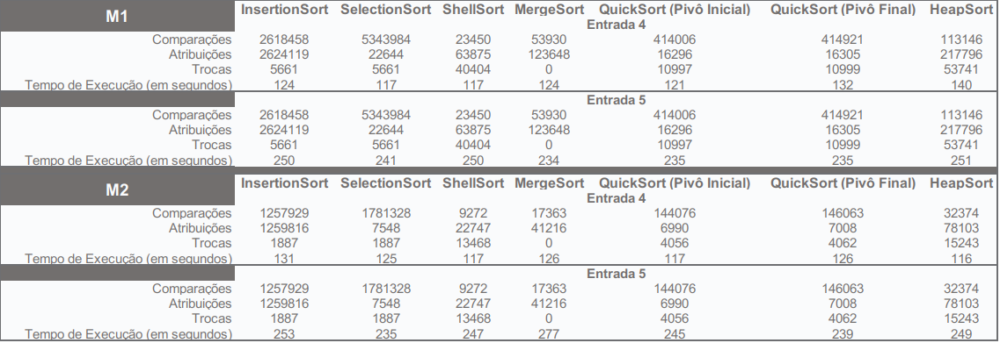 M1 InsertionSort SelectionSort ShellSort MergeSort QuickSort (Pivô Inicial) QuickSort (Pivô Final) HeapSort
Entrada 4
Comparações 2618458 5343984 23450 53930 414006 414921 113146
Atribuições 2624119 22644 63875 123648 16296 16305 217796
Trocas 5661 5661 40404 0 10997 10999 53741
Tempo de Execução (em segundos) 124 117 117 124 121 132 140
Entrada 5
Comparações 2618458 5343984 23450 53930 414006 414921 113146
Atribuições 2624119 22644 63875 123648 16296 16305 217796
Trocas 5661 5661 40404 0 10997 10999 53741
Tempo de Execução (em segundos) 250 241 250 234 235 235 251
M2 InsertionSort SelectionSort ShellSort MergeSort QuickSort (Pivô Inicial) QuickSort (Pivô Final) HeapSort
Entrada 4
Comparações 1257929 1781328 9272 17363 144076 146063 32374
Atribuições 1259816 7548 22747 41216 6990 7008 78103
Trocas 1887 1887 13468 0 4056 4062 15243
Tempo de Execução (em segundos) 131 125 117 126 117 126 116
Entrada 5
Comparações 1257929 1781328 9272 17363 144076 146063 32374
Atribuições 1259816 7548 22747 41216 6990 7008 78103
Trocas 1887 1887 13468 0 4056 4062 15243
Tempo de Execução (em segundos) 253 235 247 277 245 239 249